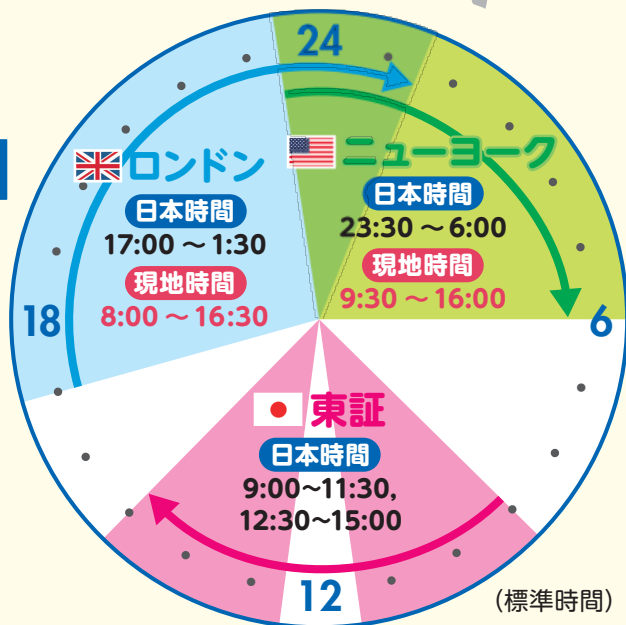 24
ロンドン
日本時間
17:00 ~ 1:30
現地時間
8:00 ~ 16:30
ニューヨーク
日本時間
23:30 ~ 6:00
現地時間
9:30 ~ 16:00
18
6
東証
日本時間
9:00~11:30,
12:30~15:00
12
(標準時間)